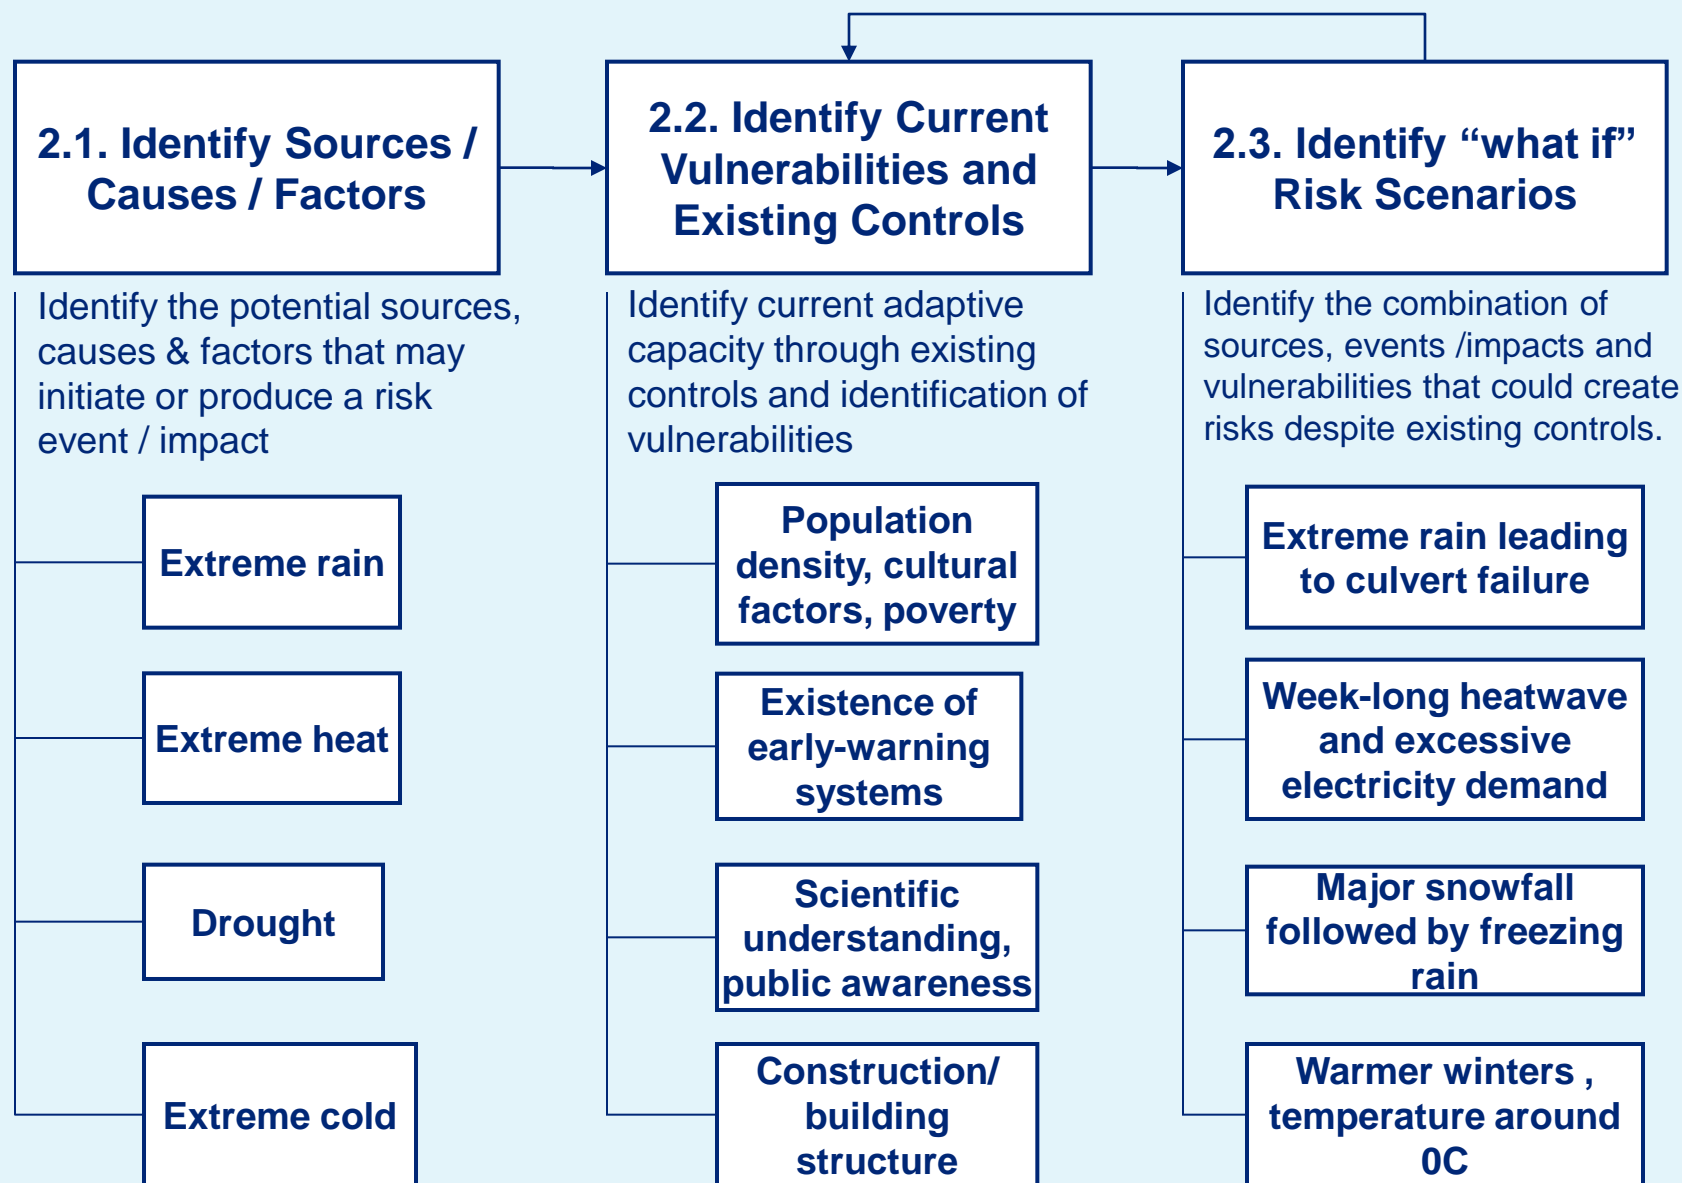 2.1. Identify Sources /
Causes / Factors
Identify the potential sources,
causes & factors that may
initiate or produce a risk
event / impact
Extreme rain
Extreme heat
Drought
Extreme cold
2.2. Identify Current
Vulnerabilities and
Existing Controls
Identify current adaptive
capacity through existing
controls and identification of
vulnerabilities
Population
density, cultural
factors, poverty
Existence of
early-warning
systems
Scientific
understanding,
public awareness
Construction/
building
structure
2.3. Identify “what if”
Risk Scenarios
Identify the combination of
sources, events /impacts and
vulnerabilities that could create
risks despite existing controls.
Extreme rain leading
to culvert failure
Week-long heatwave
and excessive
electricity demand
Major snowfall
followed by freezing
rain
Warmer winters ,
temperature around
0C